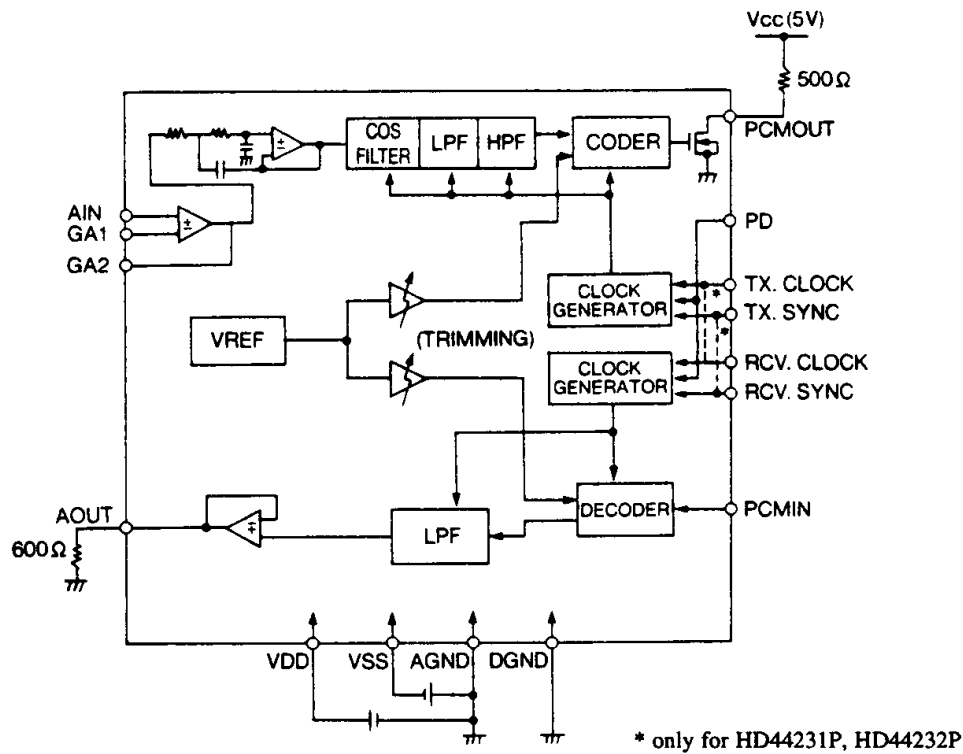 Vcc (5V)
500Ω
COS
FILTER
LPF
HPF
CODER
PCMOUT
AIN
GA1
GA2
PD
CLOCK
GENERATOR
TX. CLOCK
*
TX. SYNC
*
VREF
(TRIMMING)
CLOCK
GENERATOR
RCV. CLOCK
RCV. SYNC
AOUT
600Ω
LPF
DECODER
PCMIN
VDD
VSS
AGND
DGND
* only for HD44231P, HD44232P